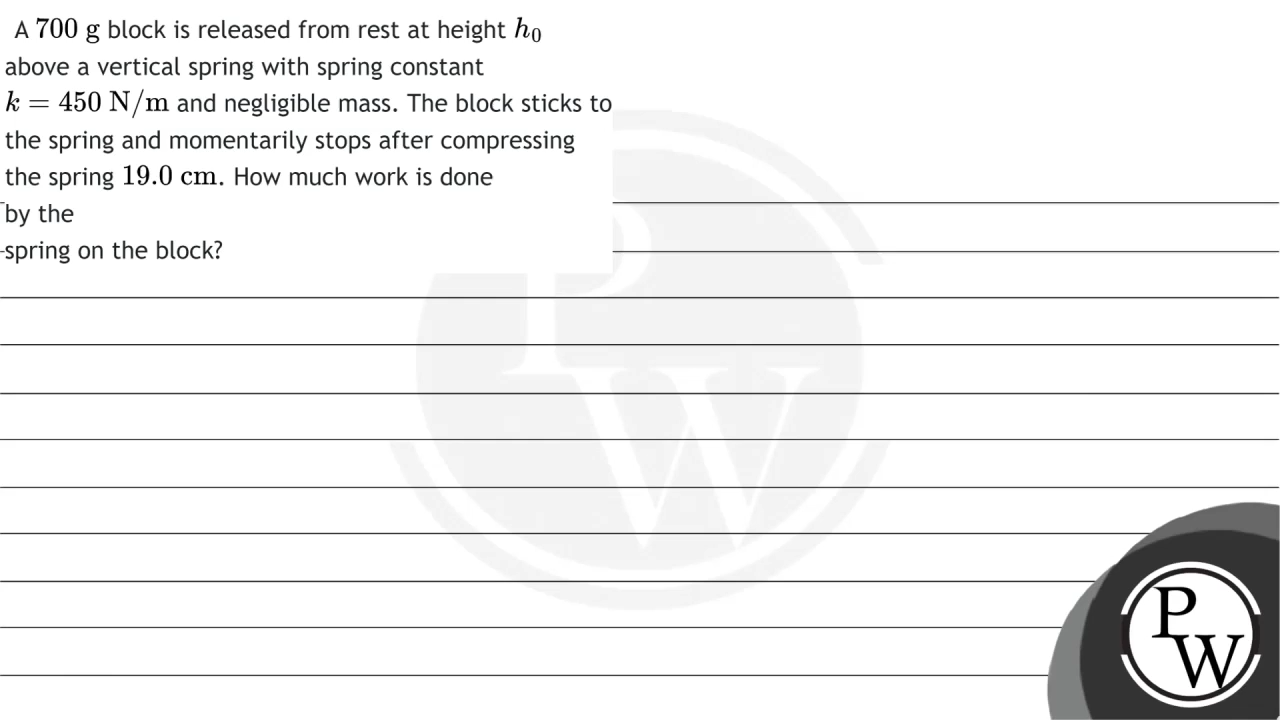 A 700 g block is released from rest at height h₀
above a vertical spring with spring constant
k = 450 N/m and negligible mass. The block sticks to
the spring and momentarily stops after compressing
the spring 19.0 cm. How much work is done
by the
spring on the block?
PW
PW